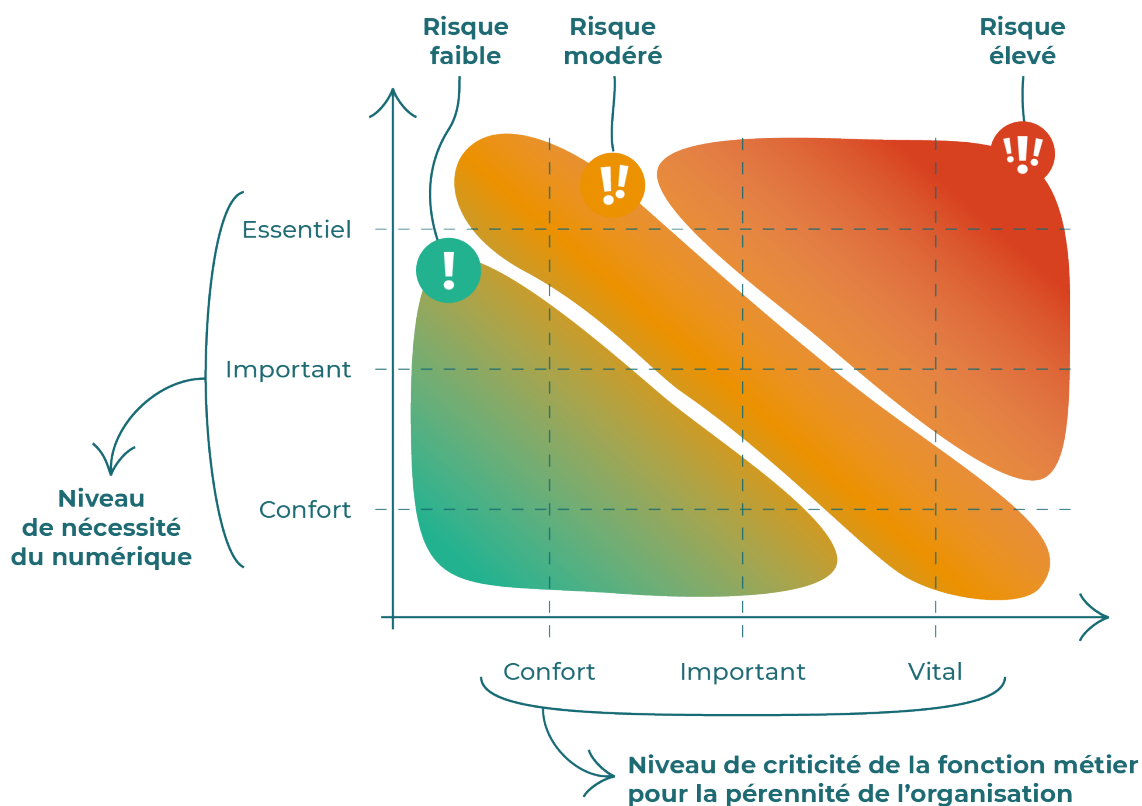 Risque
faible
Risque
modéré
Risque
élevé
!
!!
!!!
Essentiel
Important
Confort
Niveau
de nécessité
du numérique
Confort
Important
Vital
Niveau de criticité de la fonction métier
pour la pérennité de l’organisation